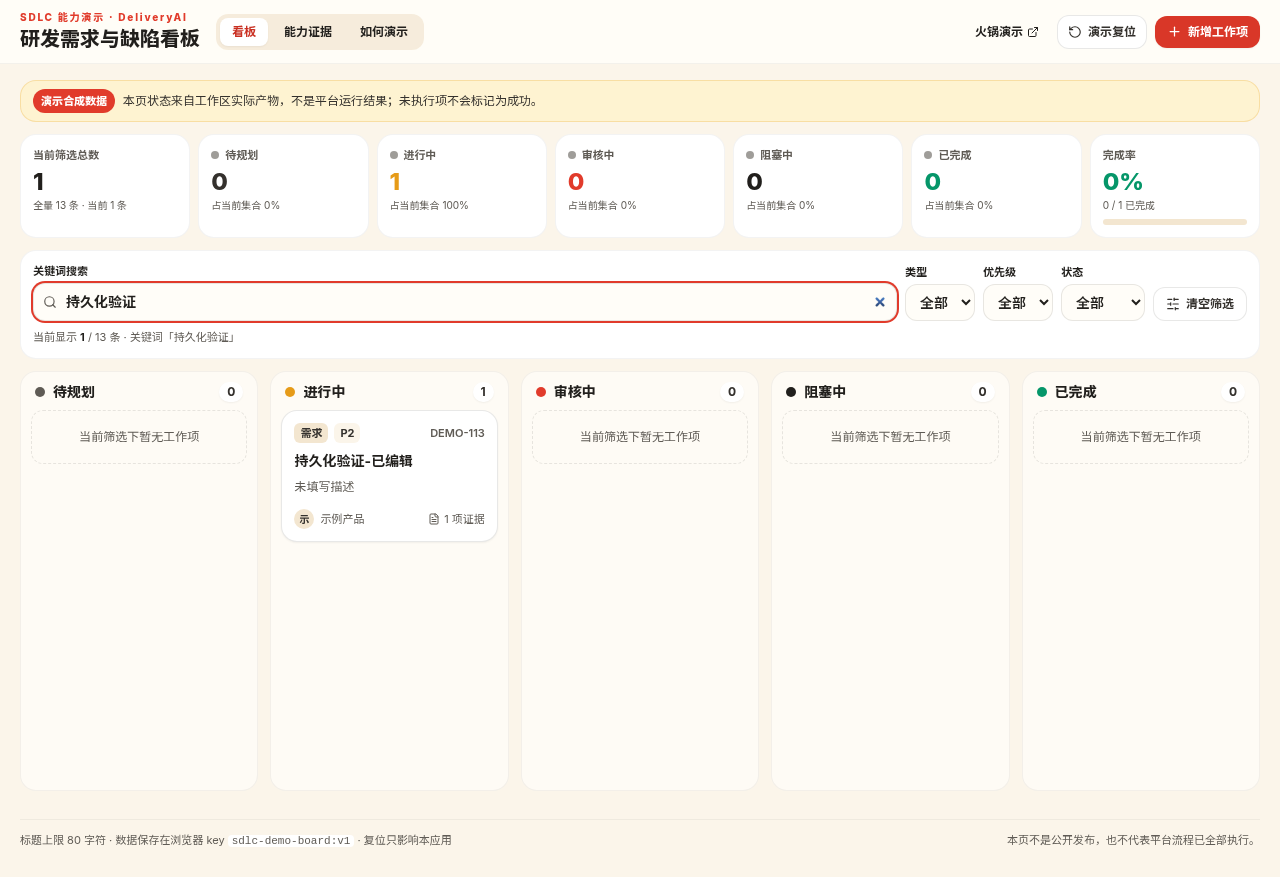 SDLC 能力演示 · DeliveryAI
研发需求与缺陷看板
看板
能力证据
如何演示
火锅演示
演示复位
新增工作项
演示合成数据
本页状态来自工作区实际产物，不是平台运行结果；未执行项不会标记为成功。
当前筛选总数
1
全量 13 条 · 当前 1 条
待规划
0
占当前集合 0%
进行中
1
占当前集合 100%
审核中
0
占当前集合 0%
阻塞中
0
占当前集合 0%
已完成
0
占当前集合 0%
完成率
0%
0 / 1 已完成
关键词搜索
持久化验证
类型
全部
优先级
全部
状态
全部
清空筛选
当前显示 1 / 13 条 · 关键词「持久化验证」
待规划
0
当前筛选下暂无工作项
进行中
1
需求
P2
DEMO-113
持久化验证-已编辑
未填写描述
示
示例产品
1 项证据
审核中
0
当前筛选下暂无工作项
阻塞中
0
当前筛选下暂无工作项
已完成
0
当前筛选下暂无工作项
标题上限 80 字符 · 数据保存在浏览器 key sdlc-demo-board:v1 · 复位只影响本应用
本页不是公开发布，也不代表平台流程已全部执行。